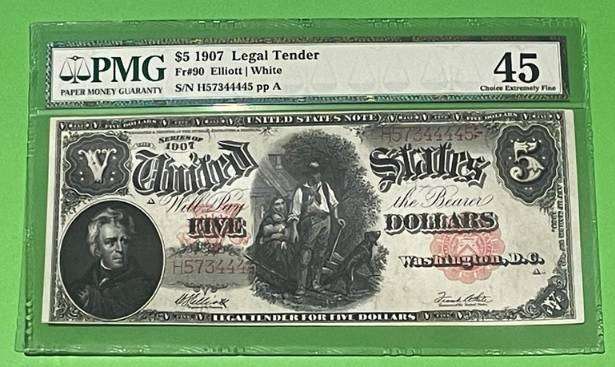 PMG
PAPER MONEY GUARANTY
$5 1907 Legal Tender
Fr#90 Elliott | White
S/N H57344445 pp A
45
Choice Extremely Fine
UNITED STATES NOTE
SERIES OF
1907
H57344445
V
United States
5
Will Pay the Bearer
FIVE DOLLARS
H573444
Washington, D.C.
LEGAL TENDER FOR FIVE DOLLARS